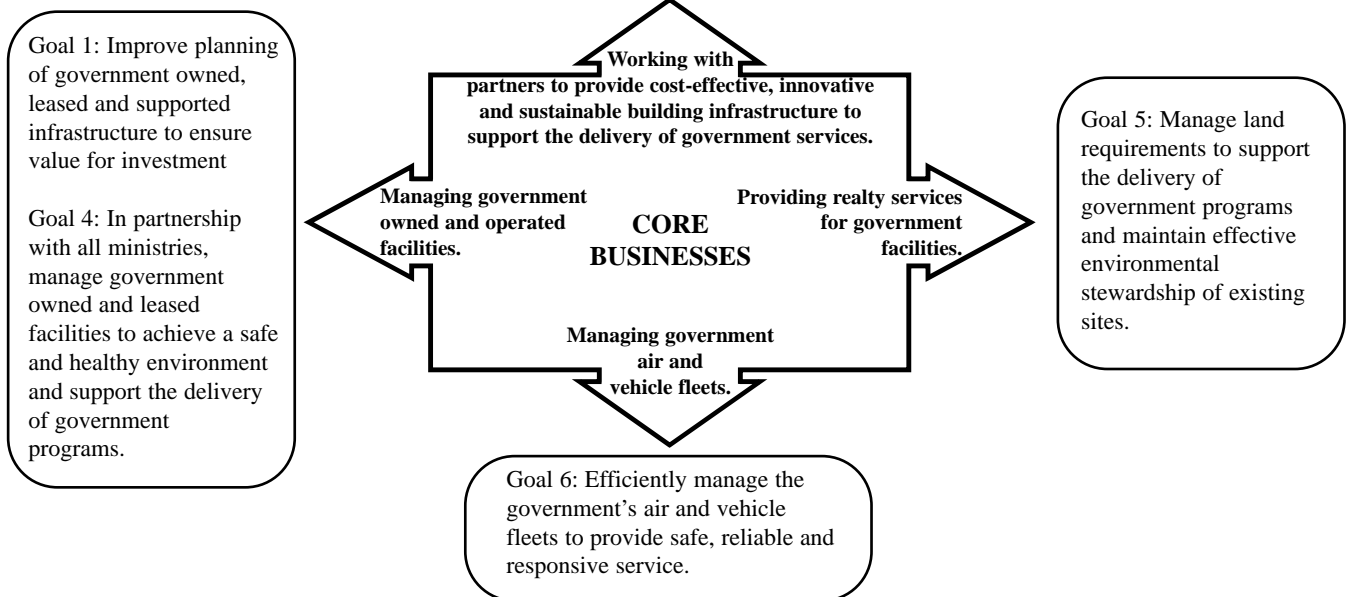 Goal 1: Improve planning
of government owned,
leased and supported
infrastructure to ensure
value for investment
Goal 4: In partnership
with all ministries,
manage government
owned and leased
facilities to achieve a safe
and healthy environment
and support the delivery
of government
programs.
Working with
partners to provide cost-effective, innovative
and sustainable building infrastructure to
support the delivery of government services.
Managing government
owned and operated
facilities.
CORE
BUSINESSES
Providing realty services
for government
facilities.
Managing government
air and
vehicle fleets.
Goal 5: Manage land
requirements to support
the delivery of
government programs
and maintain effective
environmental
stewardship of existing
sites.
Goal 6: Efficiently manage the
government’s air and vehicle
fleets to provide safe, reliable and
responsive service.